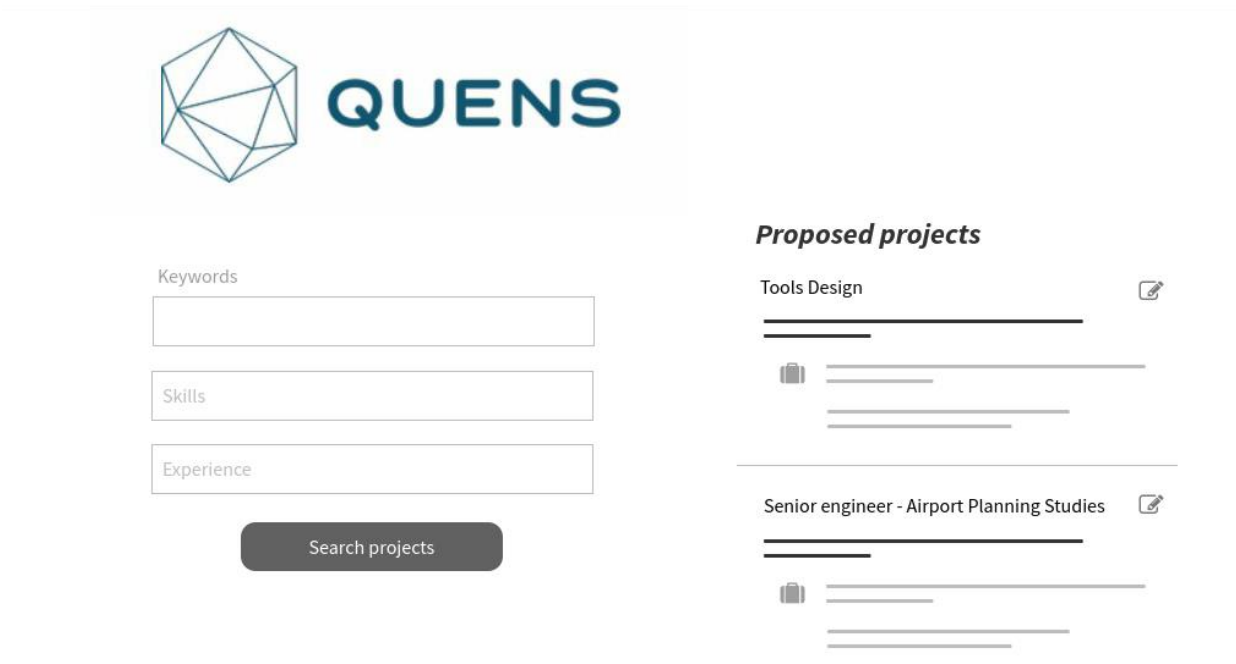 QUENS
Keywords
Skills
Experience
Search projects
Proposed projects
Tools Design
Senior engineer - Airport Planning Studies